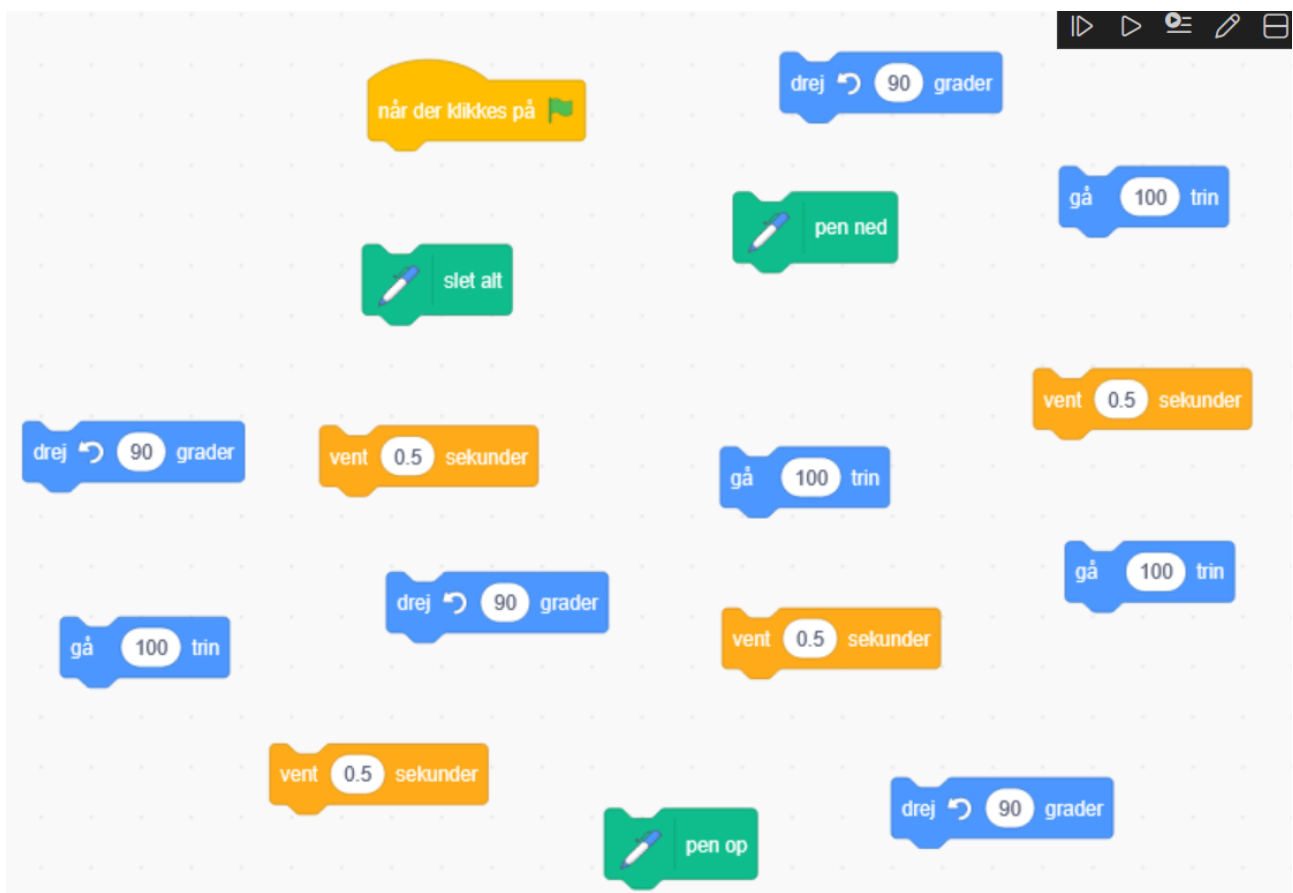 drej 90 grader
når der klikkes på
gå 100 trin
pen ned
slet alt
vent 0.5 sekunder
drej 90 grader
vent 0.5 sekunder
gå 100 trin
gå 100 trin
drej 90 grader
gå 100 trin
vent 0.5 sekunder
vent 0.5 sekunder
drej 90 grader
pen op